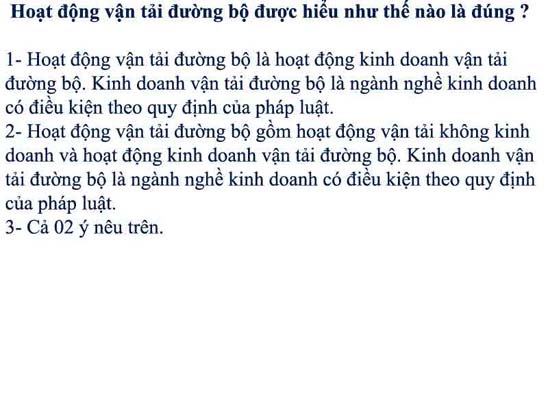 Hoạt động vận tải đường bộ được hiểu như thế nào là đúng ?
1- Hoạt động vận tải đường bộ là hoạt động kinh doanh vận tải
đường bộ. Kinh doanh vận tải đường bộ là ngành nghề kinh doanh
có điều kiện theo quy định của pháp luật.
2- Hoạt động vận tải đường bộ gồm hoạt động vận tải không kinh
doanh và hoạt động kinh doanh vận tải đường bộ. Kinh doanh vận
tải đường bộ là ngành nghề kinh doanh có điều kiện theo quy định
của pháp luật.
3- Cả 02 ý nêu trên.